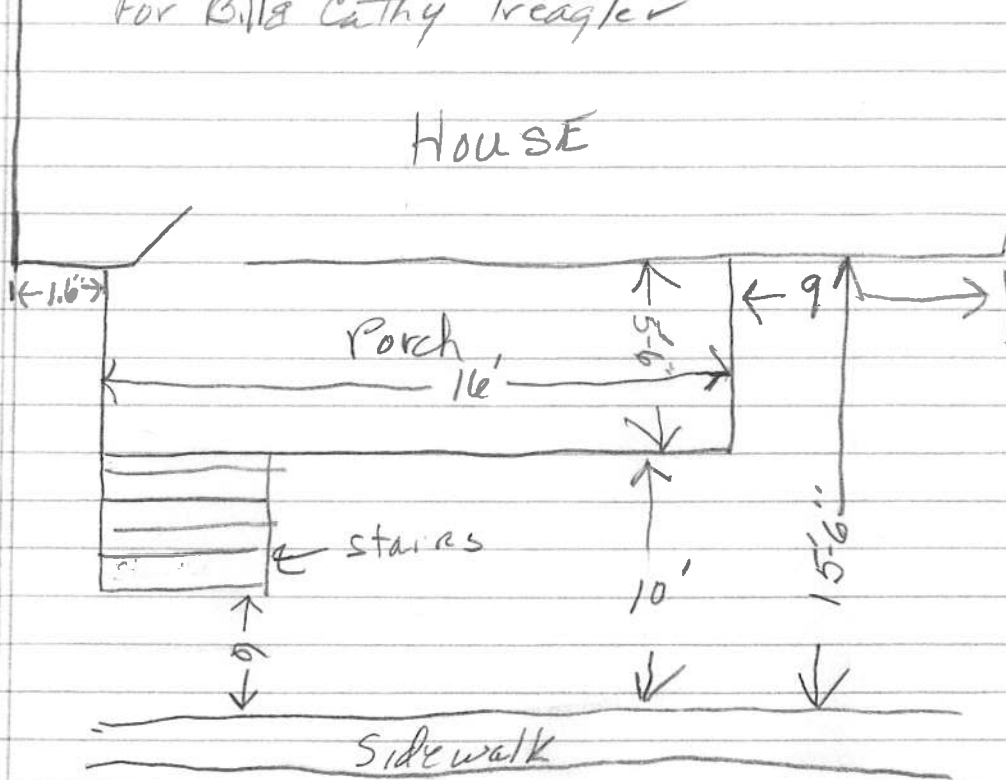 For Bill & Cathy Treagler
HOUSE
1.6"
9'
Porch
5'-6"
16'
stairs
10'
15'6"
6
Sidewalk